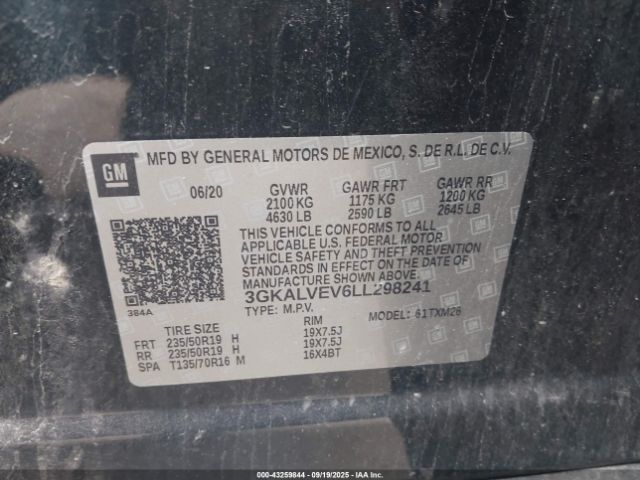 GM MFD BY GENERAL MOTORS DE MEXICO, S. DE R.L. DE C.V.
06/20 GVWR GAWR FRT GAWR RR
2100 KG 1175 KG 1200 KG
4630 LB 2590 LB 2645 LB
THIS VEHICLE CONFORMS TO ALL
APPLICABLE U.S. FEDERAL MOTOR
VEHICLE SAFETY AND THEFT PREVENTION
STANDARDS IN EFFECT ON THE DATE OF
MANUFACTURE SHOWN ABOVE.
384A 3GKALVEV6LL298241
TYPE: M.P.V. MODEL: 61TXM26
TIRE SIZE RIM
FRT 235/50R19 H 19X7.5J
RR 235/50R19 H 19X7.5J
SPA T135/70R16 M 16X4BT
000-43259844 - 09/19/2025 - IAA Inc.